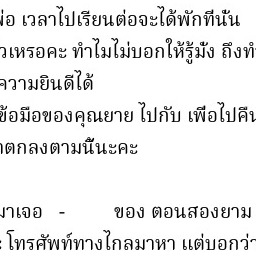 พ่อ เวลาไปเรียนต่อจะได้พักที่นั่น
วเหรอคะ ทำไมไม่บอกให้รู้มั่ง ถึงทำ
ความยินดีได้
ข้อมือของคุณยาย ไปกับ เพื่อไปคืน
าตกลงตามนี้นะคะ
มาเจอ - ของ ตอนสองยาม
ะ โทรศัพท์ทางไกลมาหา แต่บอกว่า